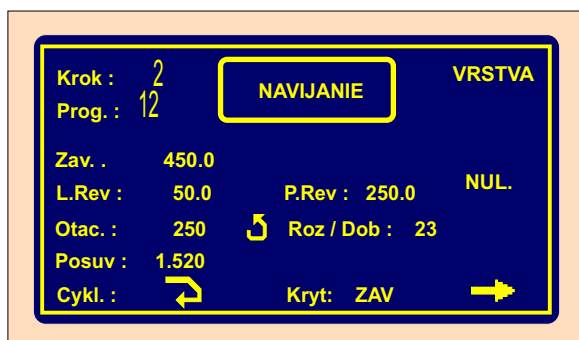 Krok : 2 NAVIJANIE VRSTVA
Prog. : 12
Zav. . 450.0
L.Rev : 50.0 P.Rev : 250.0 NUL.
Otac. : 250 Roz / Dob : 23
Posuv : 1.520
Cykl. : Kryt: ZAV